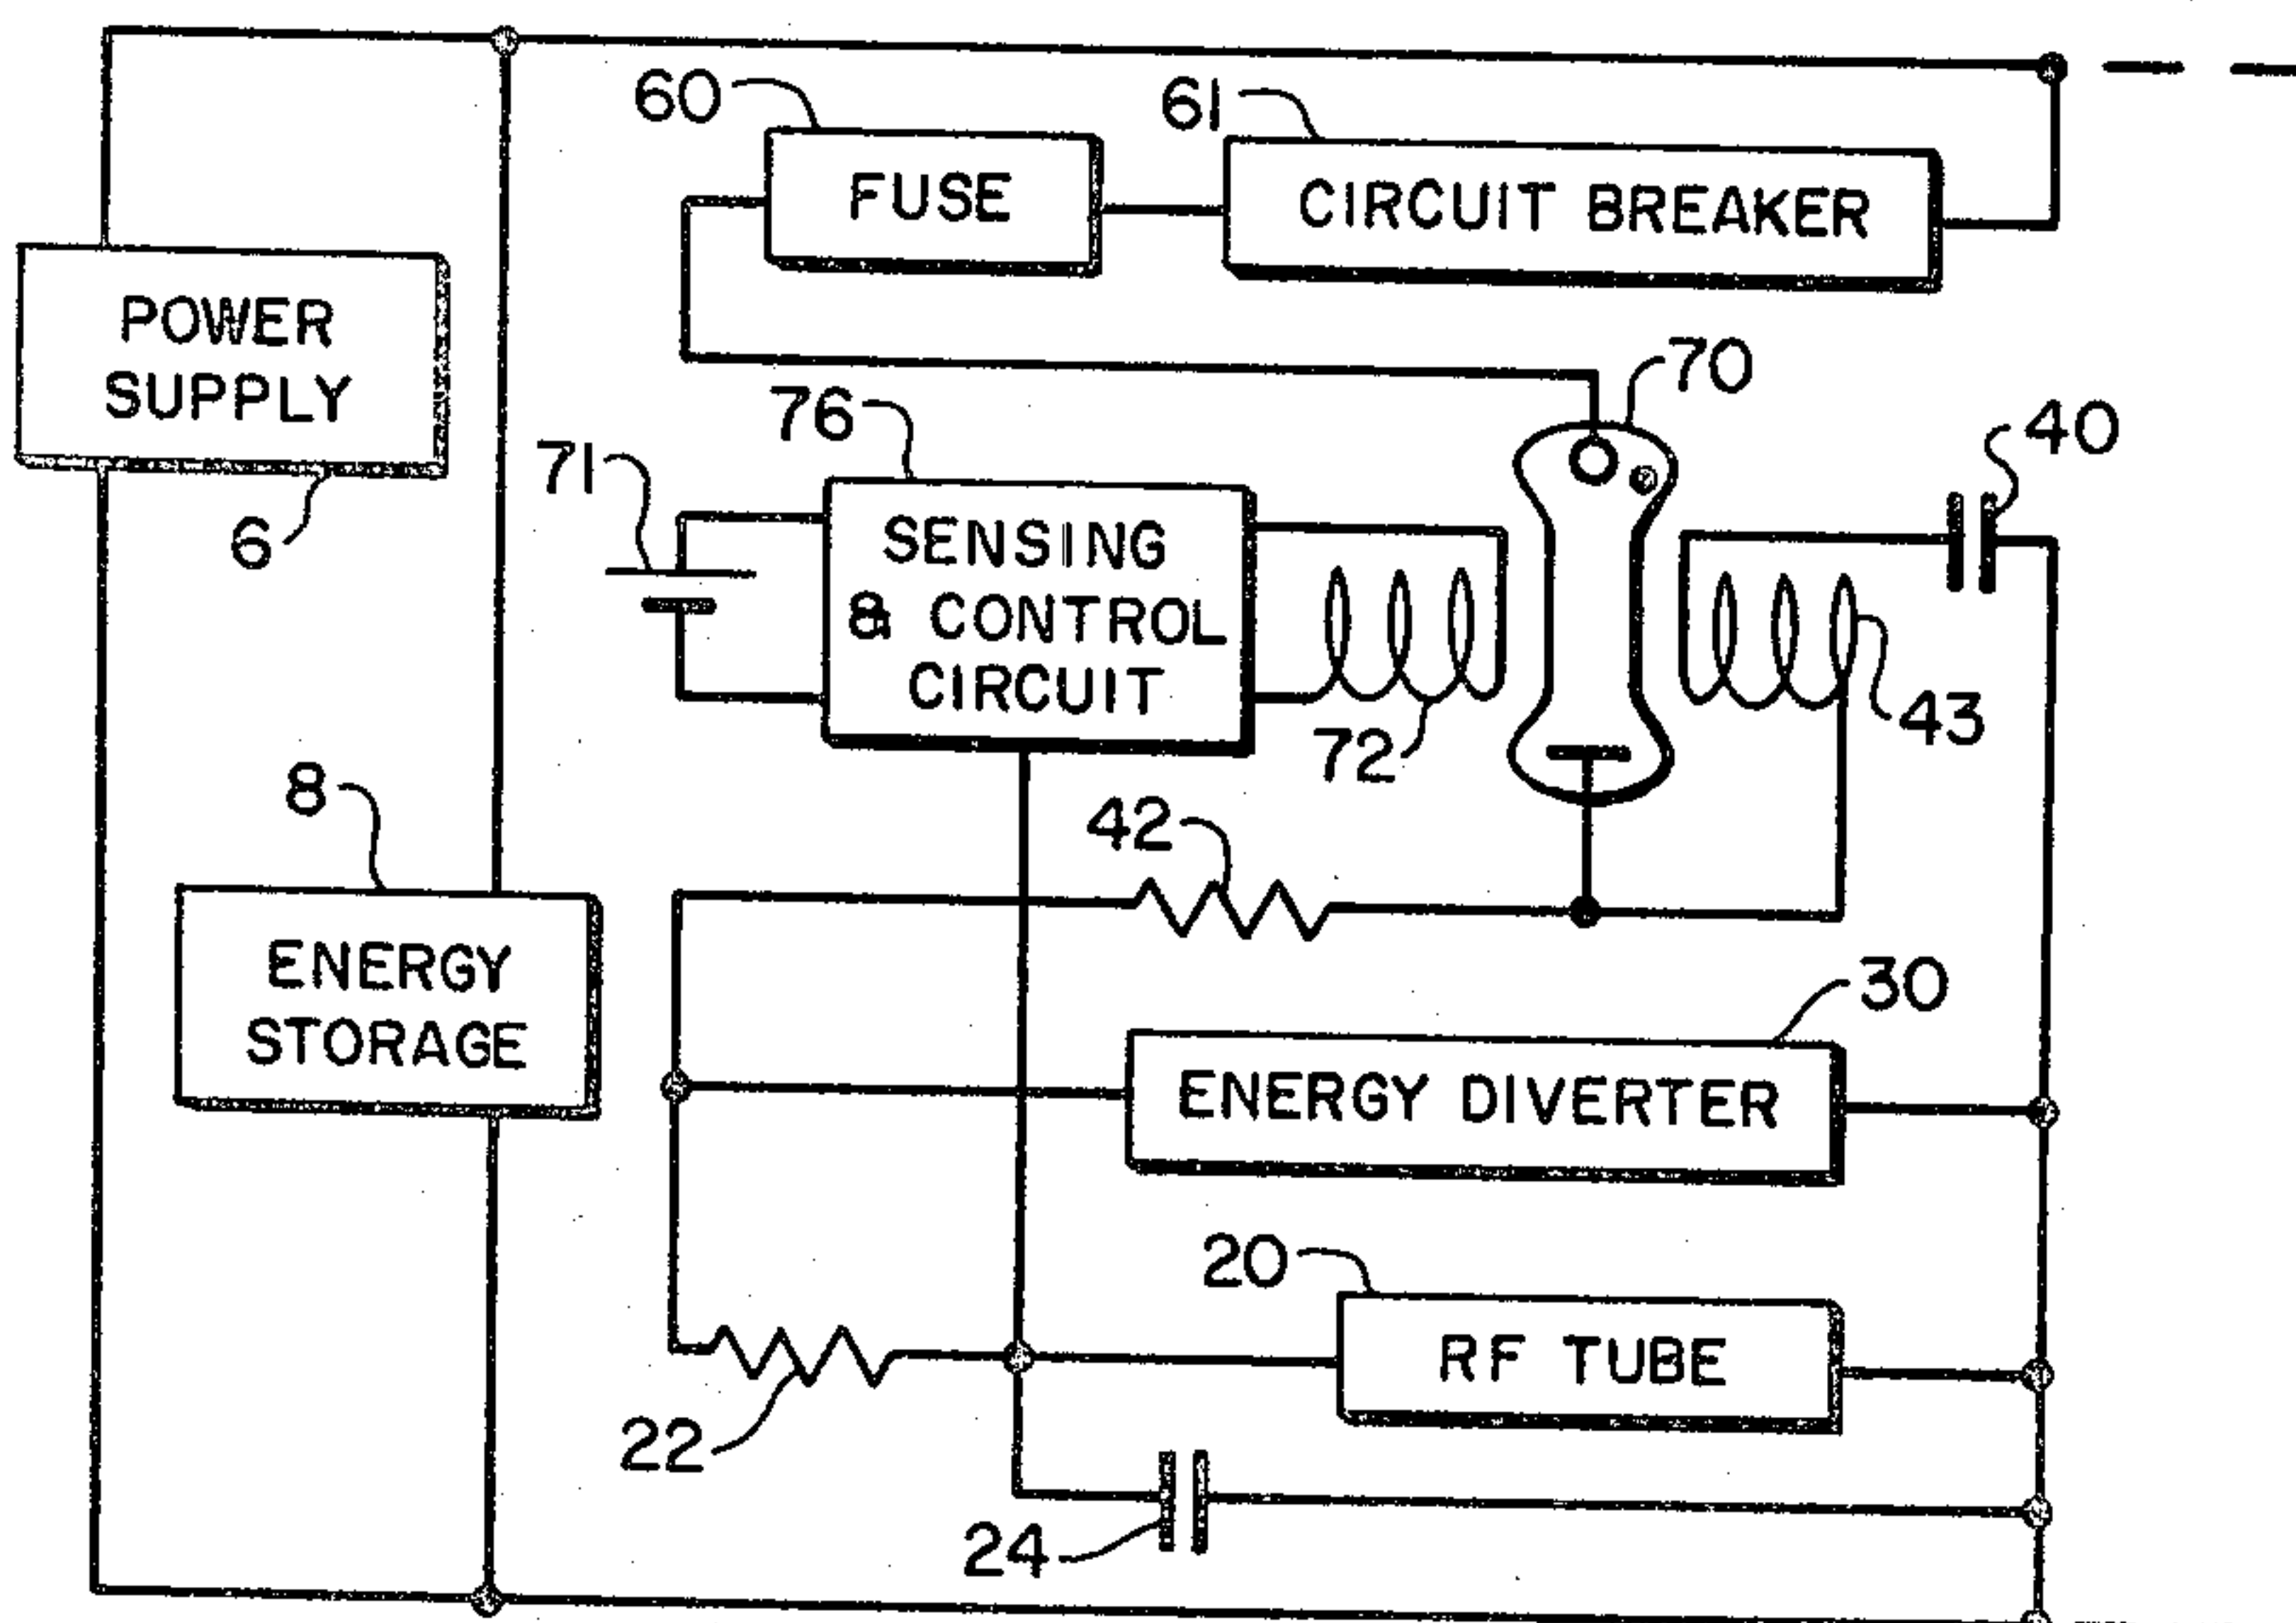 60
61
FUSE
CIRCUIT BREAKER
POWER
SUPPLY
6
70
76
40
71
SENSING
& CONTROL
CIRCUIT
43
72
8
42
ENERGY
STORAGE
30
ENERGY DIVERTER
20
RF TUBE
22
24